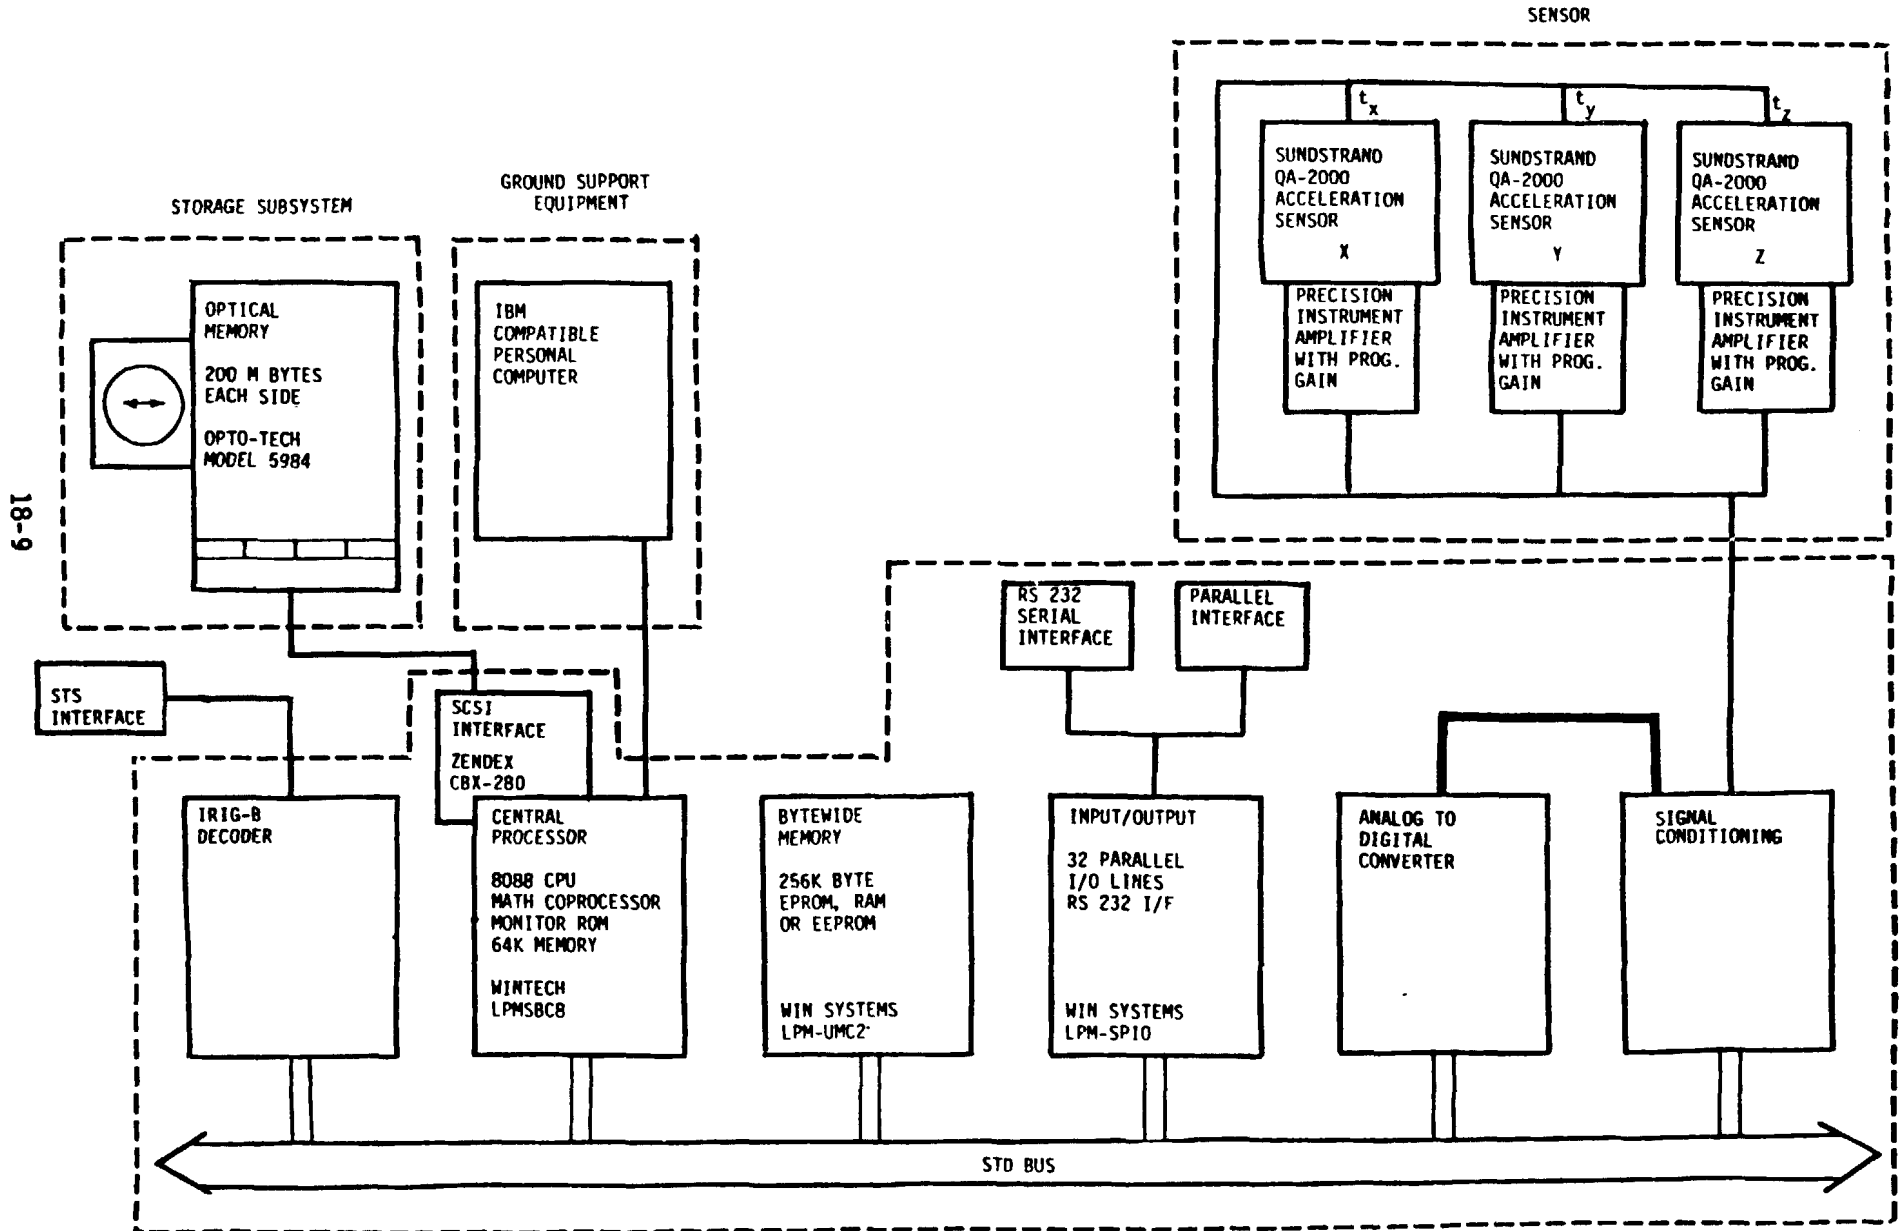 SENSOR
t_x
t_y
t_z
SUNDSTRAND
QA-2000
ACCELERATION
SENSOR
X
SUNDSTRAND
QA-2000
ACCELERATION
SENSOR
Y
SUNDSTRAND
QA-2000
ACCELERATION
SENSOR
Z
PRECISION
INSTRUMENT
AMPLIFIER
WITH PROG.
GAIN
PRECISION
INSTRUMENT
AMPLIFIER
WITH PROG.
GAIN
PRECISION
INSTRUMENT
AMPLIFIER
WITH PROG.
GAIN
STORAGE SUBSYSTEM
OPTICAL
MEMORY
200 M BYTES
EACH SIDE
OPTO-TECH
MODEL 5984
GROUND SUPPORT
EQUIPMENT
IBM
COMPATIBLE
PERSONAL
COMPUTER
18-9
STS
INTERFACE
SCSI
INTERFACE
ZENDEX
CBX-280
RS 232
SERIAL
INTERFACE
PARALLEL
INTERFACE
IRIG-B
DECODER
CENTRAL
PROCESSOR
8088 CPU
MATH COPROCESSOR
MONITOR ROM
64K MEMORY
WINTECH
LPMSBC8
BYTEWIDE
MEMORY
256K BYTE
EPROM, RAM
OR EEPROM
WIN SYSTEMS
LPM-UMC2
INPUT/OUTPUT
32 PARALLEL
I/O LINES
RS 232 I/F
WIN SYSTEMS
LPM-SPIO
ANALOG TO
DIGITAL
CONVERTER
SIGNAL
CONDITIONING
STD BUS